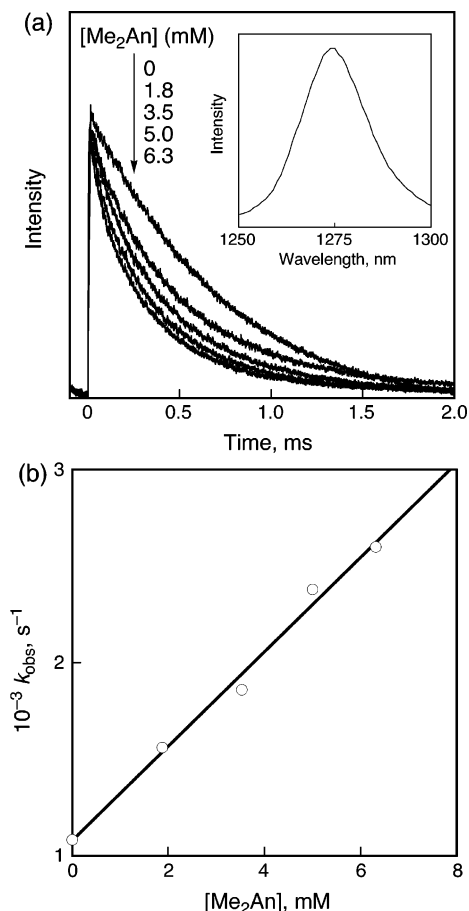 (a)
[Me₂An] (mM)
0
1.8
3.5
5.0
6.3
Intensity
Intensity
1250
1275
1300
Wavelength, nm
0
0.5
1.0
1.5
2.0
Time, ms
(b)
3
2
1
10⁻³ kobs, s⁻¹
0
2
4
6
8
[Me₂An], mM